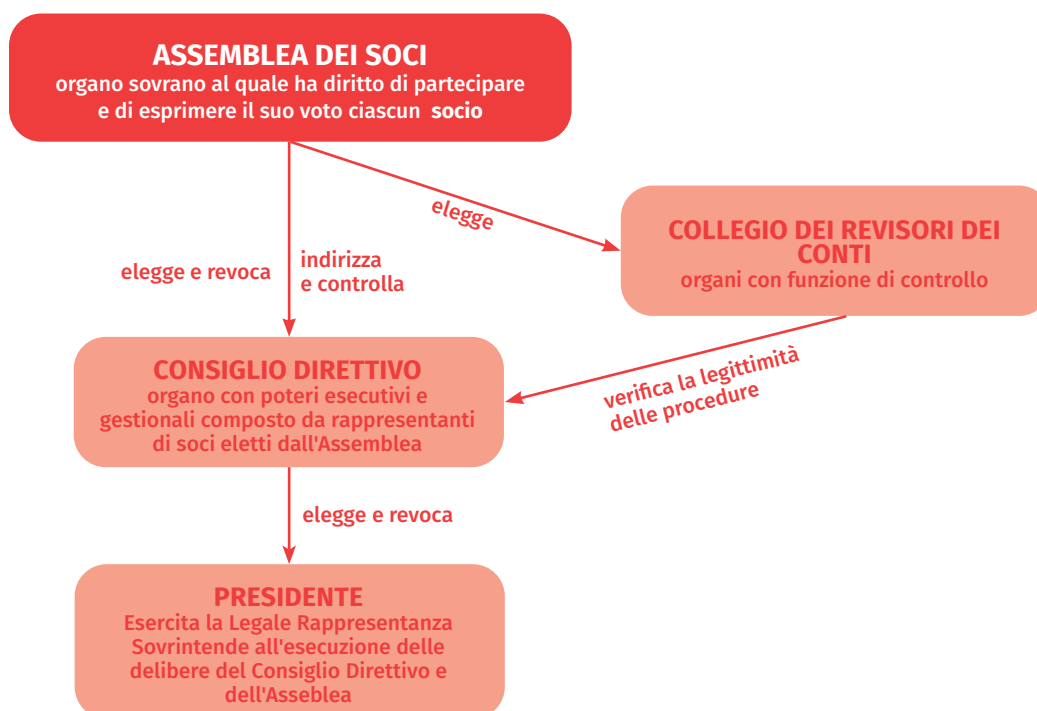 ASSEMBLEA DEI SOCI
organo sovrano al quale ha diritto di partecipare
e di esprimere il suo voto ciascun socio
elegge
COLLEGIO DEI REVISORI DEI
CONTI
organi con funzione di controllo
elegge e revoca
indirizza
e controlla
CONSIGLIO DIRETTIVO
organo con poteri esecutivi e
gestionali composto da rappresentanti
di soci eletti dall'Assemblea
verifica la legittimità
delle procedure
elegge e revoca
PRESIDENTE
Esercita la Legale Rappresentanza
Sovrintende all'esecuzione delle
delibere del Consiglio Direttivo e
dell'Asseblea